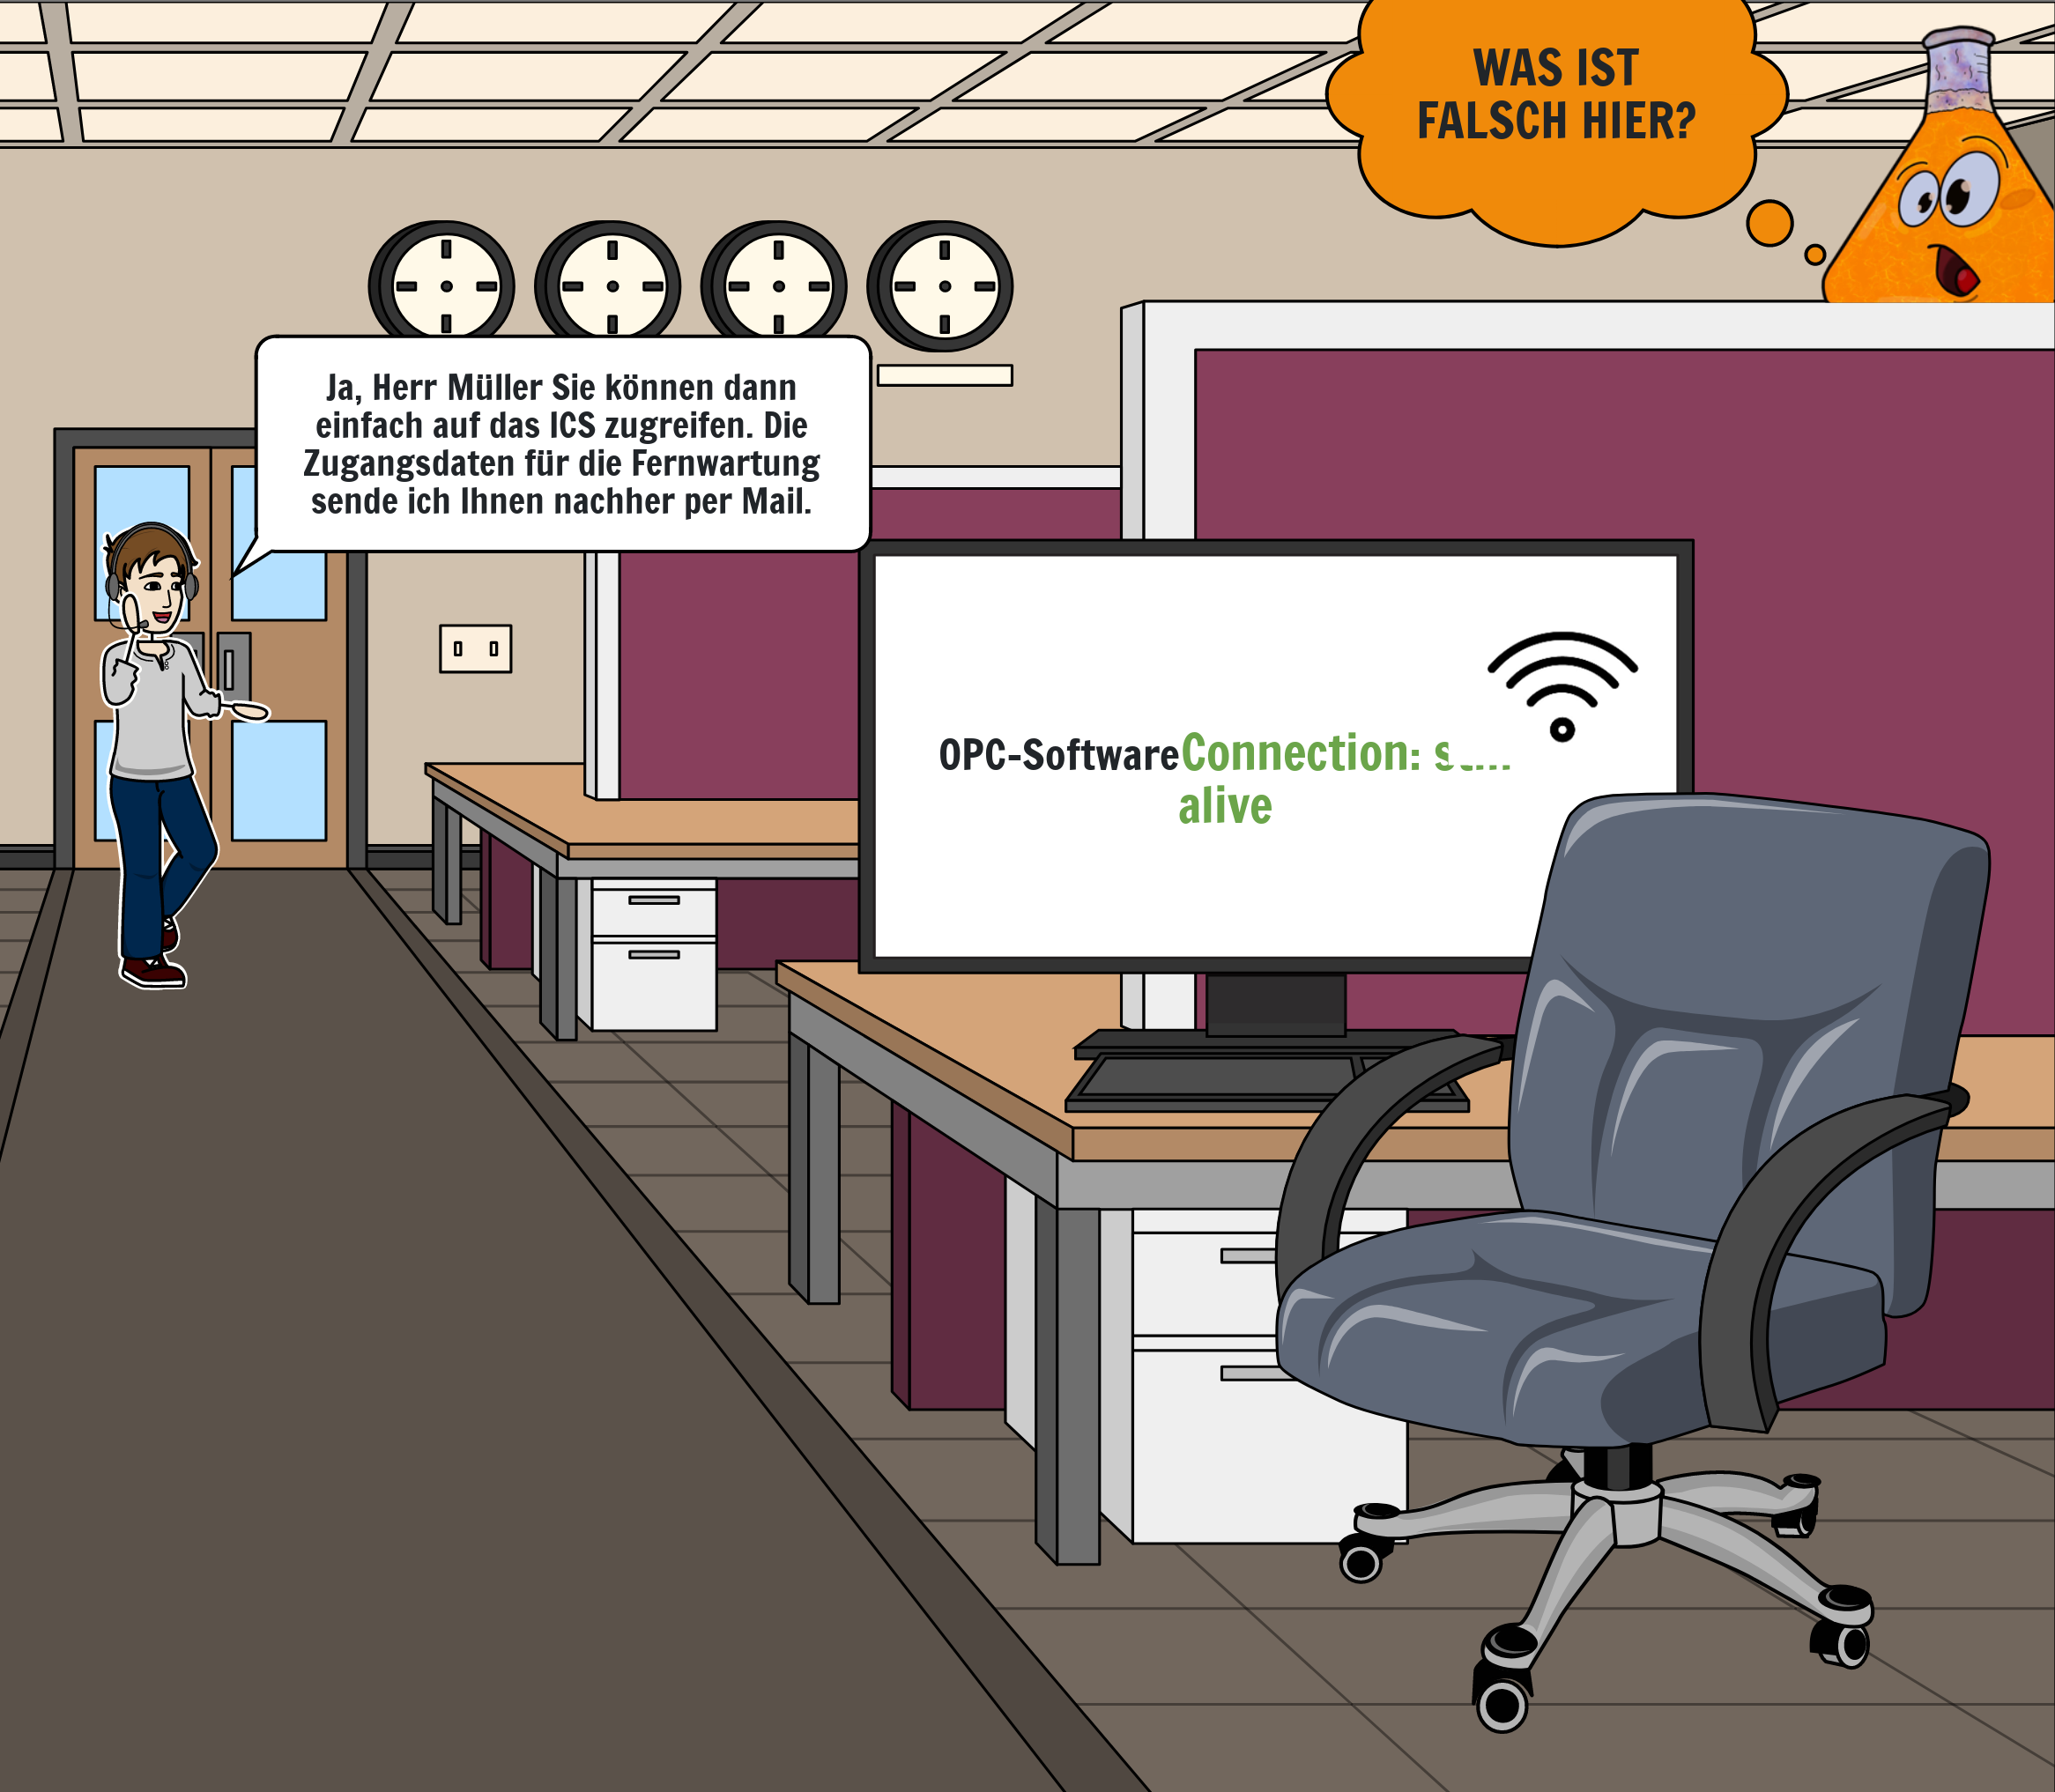 WAS IST
FALSCH HIER?
Ja, Herr Müller Sie können dann
einfach auf das ICS zugreifen. Die
Zugangsdaten für die Fernwartung
sende ich Ihnen nachher per Mail.
OPC-Software Connection:
alive